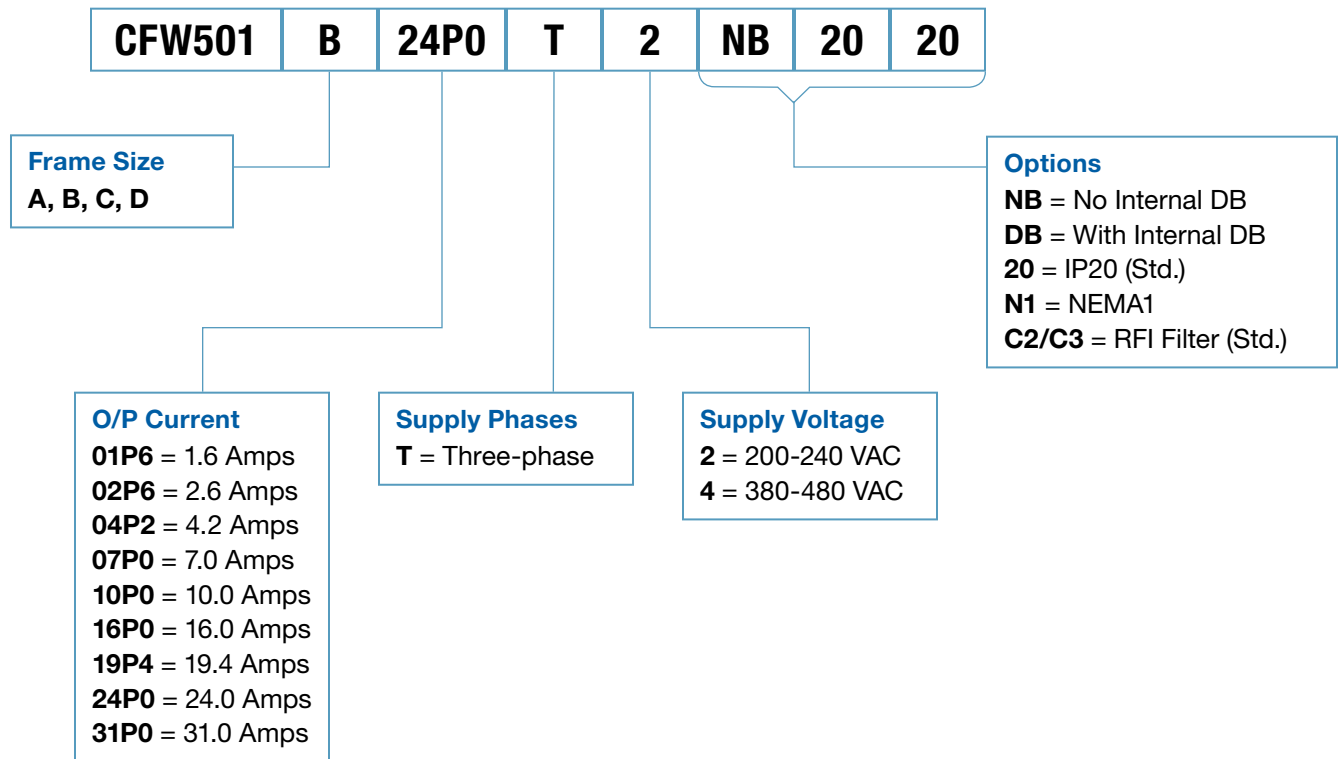 CFW501 B 24P0 T 2 NB 20 20
Frame Size
A, B, C, D
Options
NB = No Internal DB
DB = With Internal DB
20 = IP20 (Std.)
N1 = NEMA1
C2/C3 = RFI Filter (Std.)
O/P Current
01P6 = 1.6 Amps
02P6 = 2.6 Amps
04P2 = 4.2 Amps
07P0 = 7.0 Amps
10P0 = 10.0 Amps
16P0 = 16.0 Amps
19P4 = 19.4 Amps
24P0 = 24.0 Amps
31P0 = 31.0 Amps
Supply Phases
T = Three-phase
Supply Voltage
2 = 200-240 VAC
4 = 380-480 VAC